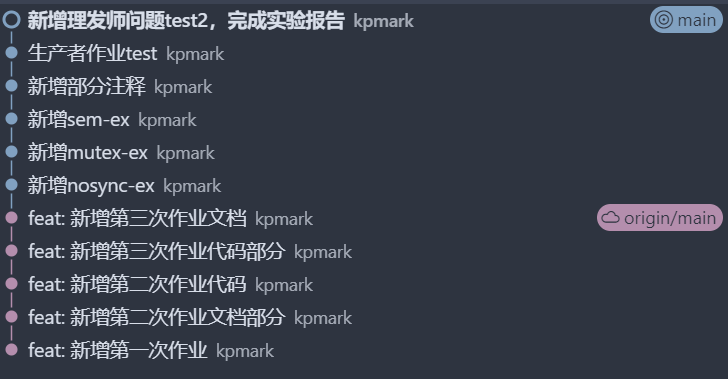 新增理发师问题test2，完成实验报告 kpmark main
生产者作业test kpmark
新增部分注释 kpmark
新增sem-ex kpmark
新增mutex-ex kpmark
新增nosync-ex kpmark
feat: 新增第三次作业文档 kpmark origin/main
feat: 新增第三次作业代码部分 kpmark
feat: 新增第二次作业代码 kpmark
feat: 新增第二次作业文档部分 kpmark
feat: 新增第一次作业 kpmark